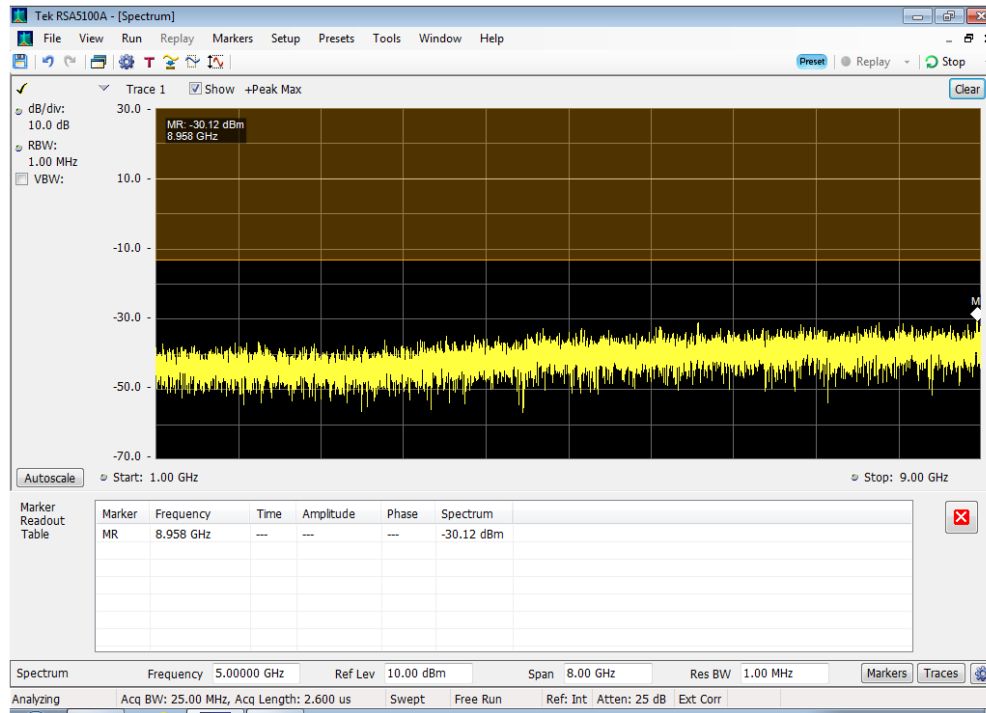 Tek RSA5100A - [Spectrum]
File View Run Replay Markers Setup Presets Tools Window Help
T Preset Replay Stop
Trace 1 Show +Peak Max Clear
dB/div:
10.0 dB
RBW:
1.00 MHz
VBW:
30.0 -
10.0 -
-10.0 -
-30.0 -
-50.0 -
-70.0 -
MR: -30.12 dBm
8.958 GHz
M
Autoscale Start: 1.00 GHz Stop: 9.00 GHz
Marker
Readout
Table
Marker Frequency Time Amplitude Phase Spectrum
MR 8.958 GHz --- --- --- -30.12 dBm
Spectrum Frequency 5.00000 GHz Ref Lev 10.00 dBm Span 8.00 GHz Res BW 1.00 MHz Markers Traces
Analyzing Acq BW: 25.00 MHz, Acq Length: 2.600 us Swept Free Run Ref: Int Atten: 25 dB Ext Corr